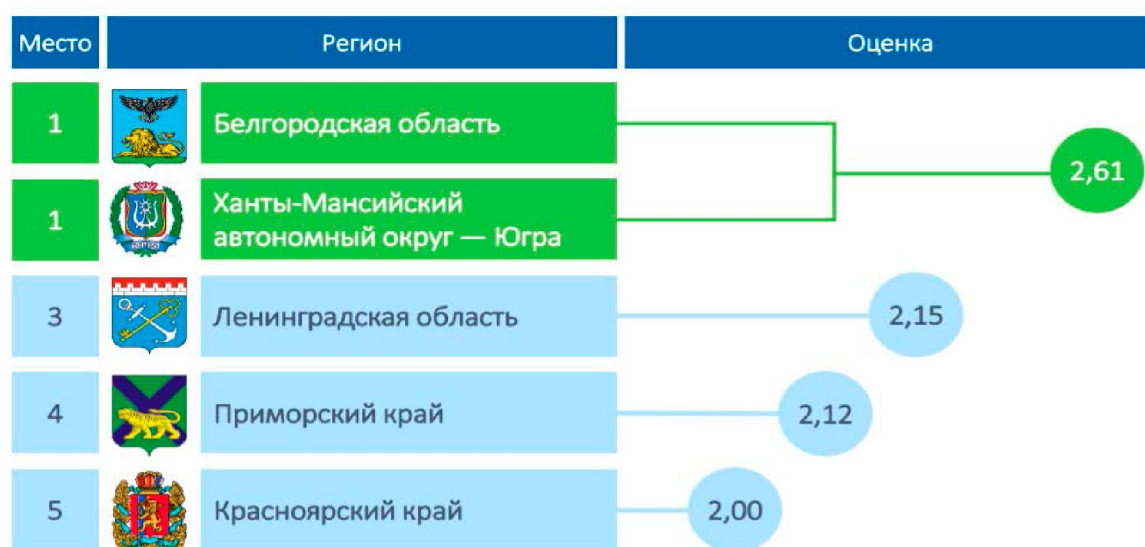 Место Регион Оценка
1 Белгородская область
2,61
1 Ханты-Мансийский
автономный округ — Югра
3 Ленинградская область 2,15
4 Приморский край 2,12
5 Красноярский край 2,00